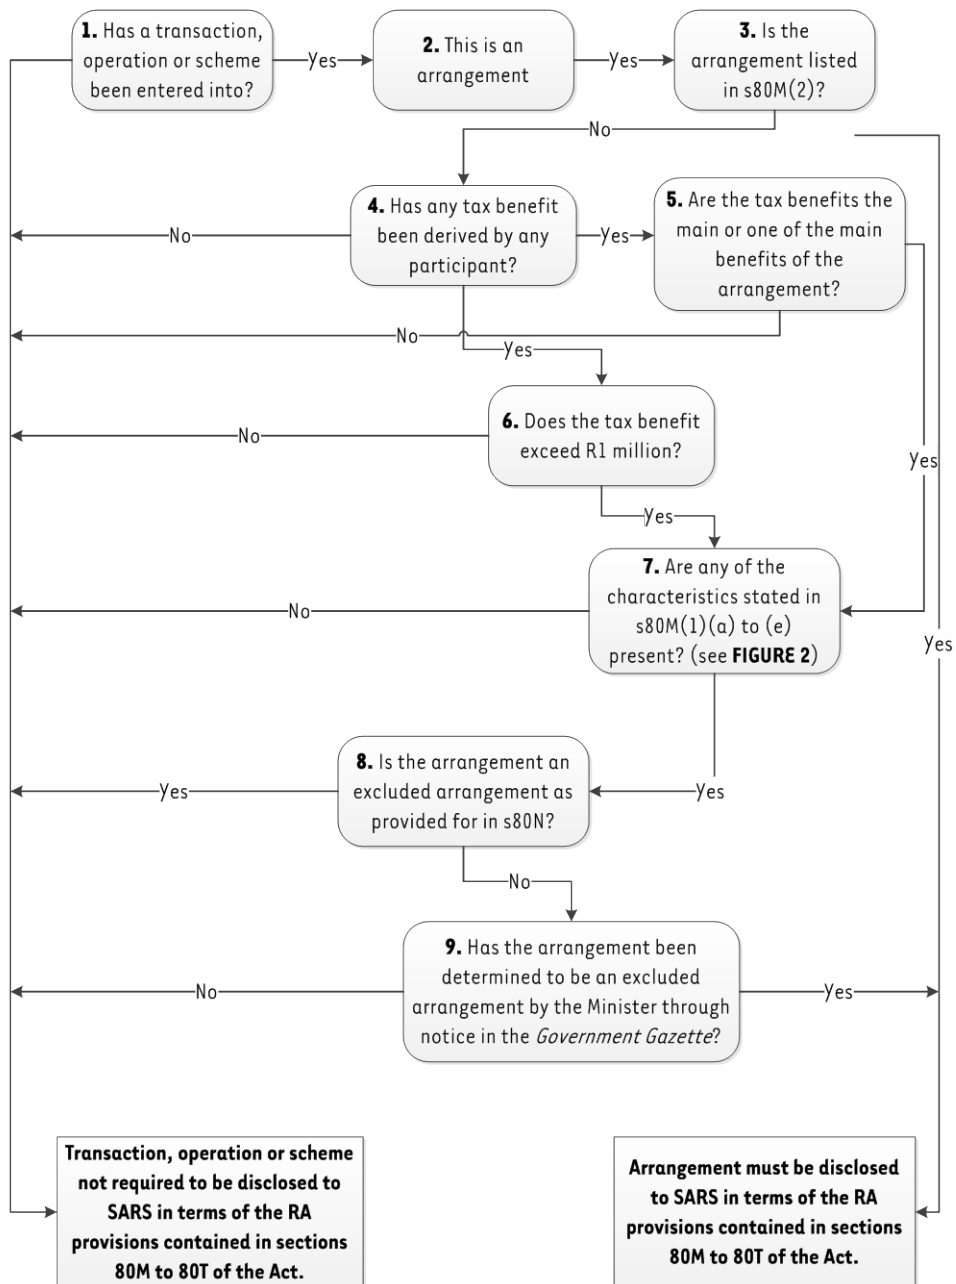 1. Has a transaction,
operation or scheme
been entered into?
Yes
2. This is an
arrangement
Yes
3. Is the
arrangement listed
in s80M(2)?
No
4. Has any tax benefit
been derived by any
participant?
No
Yes
5. Are the tax benefits the
main or one of the main
benefits of the
arrangement?
No
Yes
6. Does the tax benefit
exceed R1 million?
No
Yes
Yes
7. Are any of the
characteristics stated in
s80M(1)(a) to (e)
present? (see FIGURE 2)
No
Yes
8. Is the arrangement an
excluded arrangement as
provided for in s80N?
Yes
Yes
No
9. Has the arrangement been
determined to be an excluded
arrangement by the Minister through
notice in the Government Gazette?
No
Yes
Transaction, operation or scheme
not required to be disclosed to
SARS in terms of the RA
provisions contained in sections
80M to 80T of the Act.
Arrangement must be disclosed
to SARS in terms of the RA
provisions contained in sections
80M to 80T of the Act.